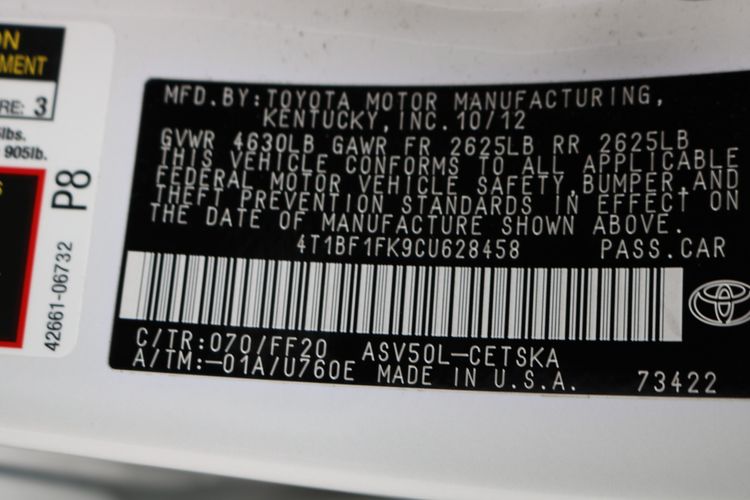 ON
MENT
RE: 3
lbs.
905lb.
P8
42661-06732
MFD.BY:TOYOTA MOTOR MANUFACTURING,
KENTUCKY,INC.10/12
GVWR 4630LB GAWR FR 2625LB RR 2625LB
THIS VEHICLE CONFORMS TO ALL APPLICABLE
FEDERAL MOTOR VEHICLE SAFETY,BUMPER,AND
THEFT PREVENTION STANDARDS IN EFFECT ON
THE DATE OF MANUFACTURE SHOWN ABOVE.
4T1BF1FK9CU628458 PASS.CAR
C/TR:070/FF20 ASV50L-CETSKA
A/TM:-01A/U760E MADE IN U.S.A. 73422